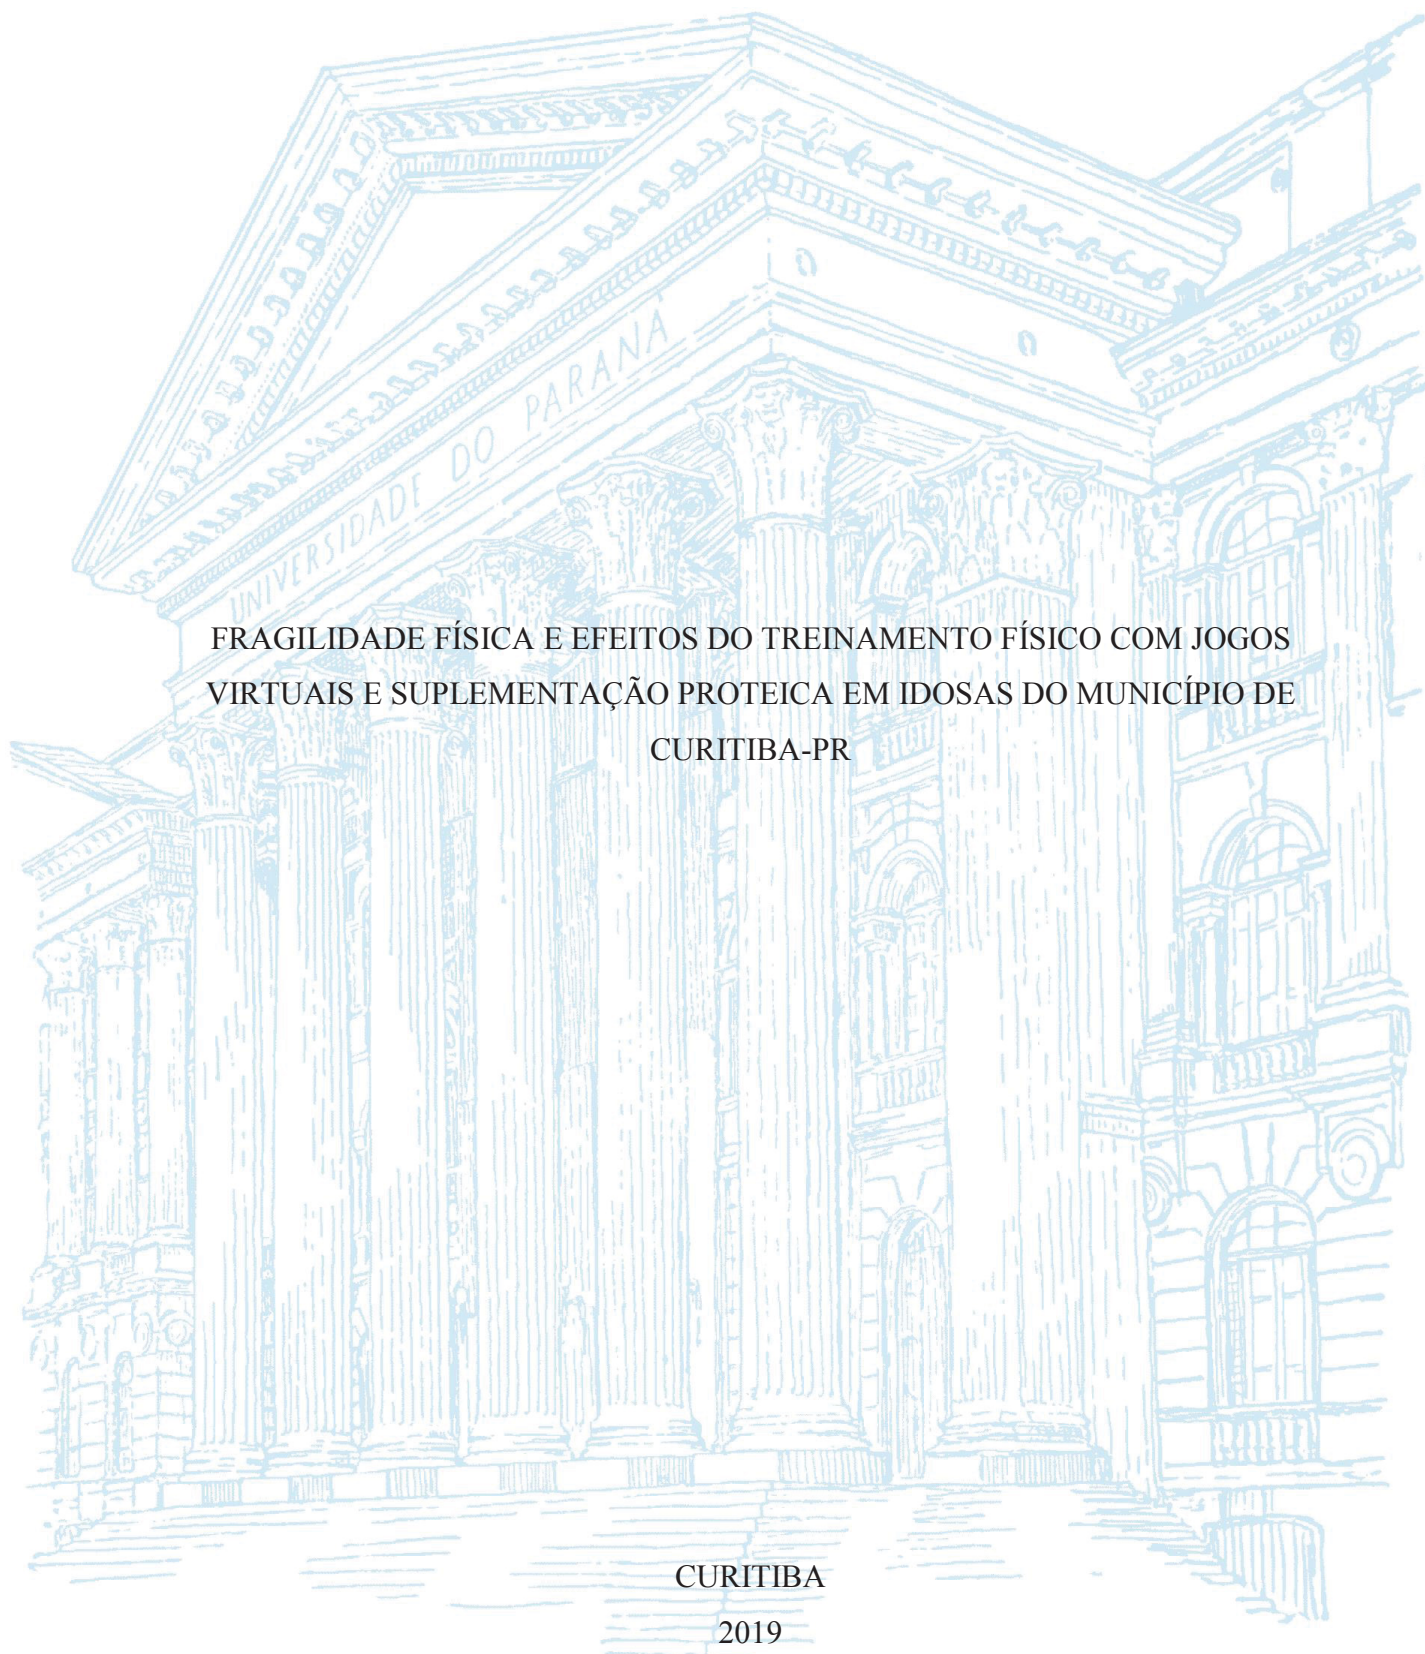 UNIVERSIDADE DO PARANÁ
FRAGILIDADE FÍSICA E EFEITOS DO TREINAMENTO FÍSICO COM JOGOS
VIRTUAIS E SUPLEMENTAÇÃO PROTEICA EM IDOSAS DO MUNICÍPIO DE
CURITIBA-PR
CURITIBA
2019